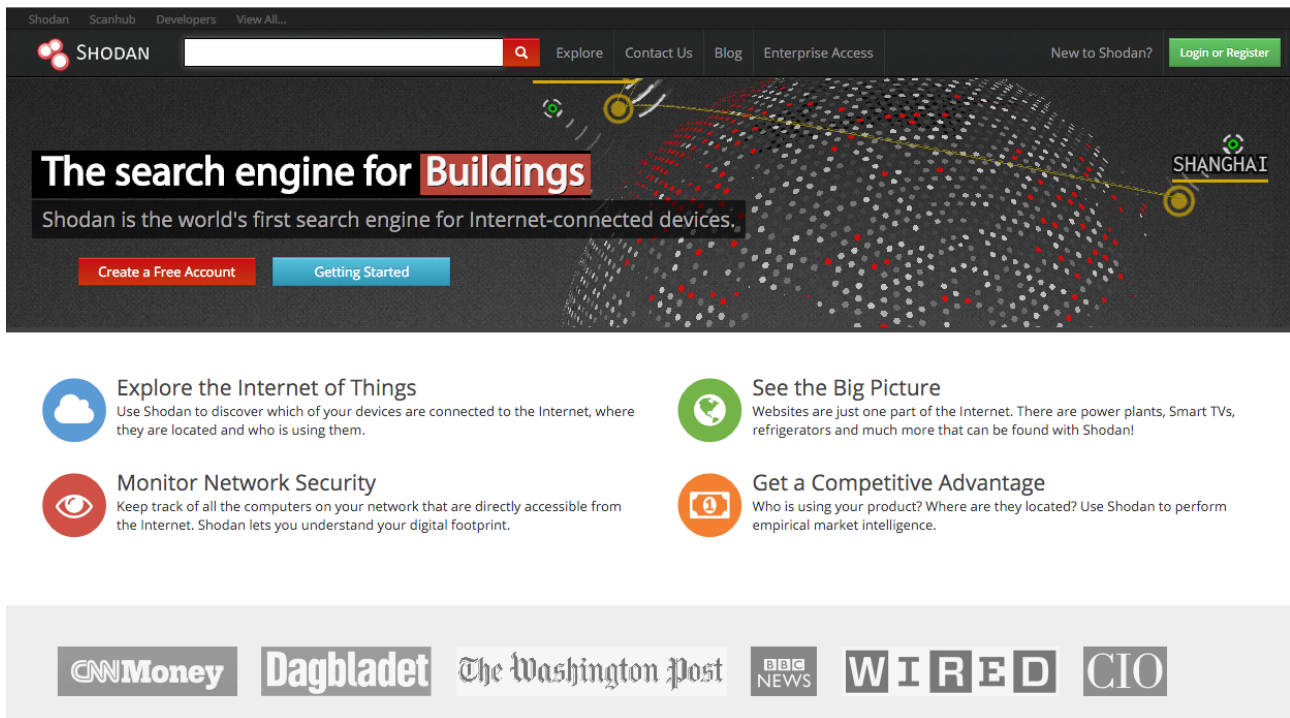 Shodan Scanhub Developers View All...
SHODAN Explore Contact Us Blog Enterprise Access New to Shodan? Login or Register
SHANGHAI
The search engine for Buildings
Shodan is the world's first search engine for Internet-connected devices.
Create a Free Account Getting Started
Explore the Internet of Things
Use Shodan to discover which of your devices are connected to the Internet, where
they are located and who is using them.
See the Big Picture
Websites are just one part of the Internet. There are power plants, Smart TVs,
refrigerators and much more that can be found with Shodan!
Monitor Network Security
Keep track of all the computers on your network that are directly accessible from
the Internet. Shodan lets you understand your digital footprint.
Get a Competitive Advantage
Who is using your product? Where are they located? Use Shodan to perform
empirical market intelligence.
CNNMoney Dagbladet The Washington Post BBC NEWS WIRED CIO